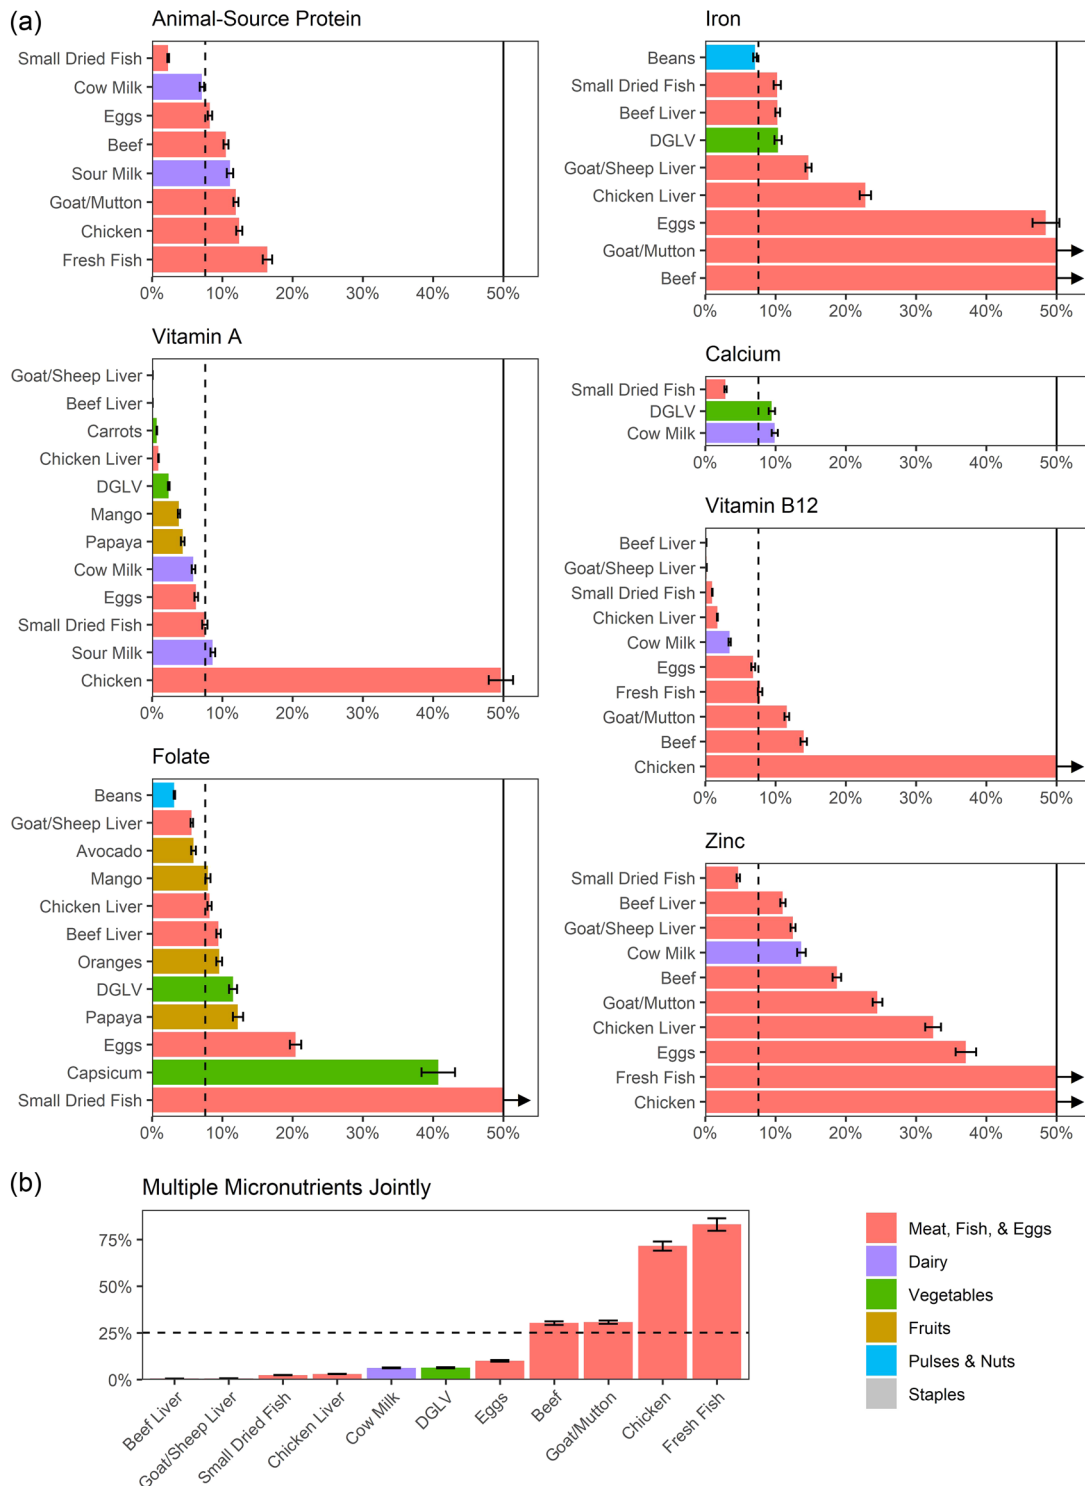 (a)
Animal-Source Protein
Small Dried Fish
Cow Milk
Eggs
Beef
Sour Milk
Goat/Mutton
Chicken
Fresh Fish
0% 10% 20% 30% 40% 50%
Vitamin A
Goat/Sheep Liver
Beef Liver
Carrots
Chicken Liver
DGLV
Mango
Papaya
Cow Milk
Eggs
Small Dried Fish
Sour Milk
Chicken
0% 10% 20% 30% 40% 50%
Folate
Beans
Goat/Sheep Liver
Avocado
Mango
Chicken Liver
Beef Liver
Oranges
DGLV
Papaya
Eggs
Capsicum
Small Dried Fish
0% 10% 20% 30% 40% 50%
Iron
Beans
Small Dried Fish
Beef Liver
DGLV
Goat/Sheep Liver
Chicken Liver
Eggs
Goat/Mutton
Beef
0% 10% 20% 30% 40% 50%
Calcium
Small Dried Fish
DGLV
Cow Milk
0% 10% 20% 30% 40% 50%
Vitamin B12
Beef Liver
Goat/Sheep Liver
Small Dried Fish
Chicken Liver
Cow Milk
Eggs
Fresh Fish
Goat/Mutton
Beef
Chicken
0% 10% 20% 30% 40% 50%
Zinc
Small Dried Fish
Beef Liver
Goat/Sheep Liver
Cow Milk
Beef
Goat/Mutton
Chicken Liver
Eggs
Fresh Fish
Chicken
0% 10% 20% 30% 40% 50%
(b)
Multiple Micronutrients Jointly
75%
50%
25%
0%
Beef Liver
Goat/Sheep Liver
Small Dried Fish
Chicken Liver
Cow Milk
DGLV
Eggs
Beef
Goat/Mutton
Chicken
Fresh Fish
Meat, Fish, & Eggs
Dairy
Vegetables
Fruits
Pulses & Nuts
Staples